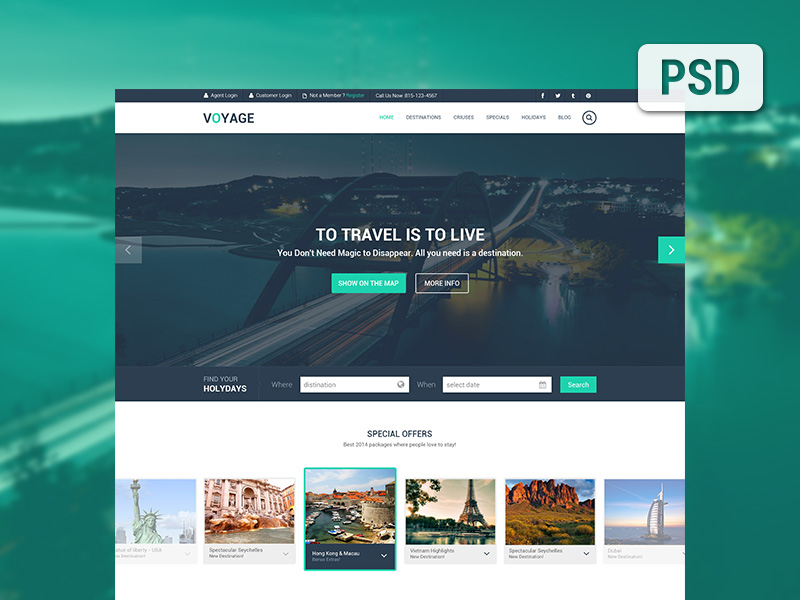 PSD
Agent Login Customer Login Not a Member ? Register Call Us Now: 815-123-4567
VOYAGE
HOME DESTINATIONS CRIUSES SPECIALS HOLIDAYS BLOG
TO TRAVEL IS TO LIVE
You Don't Need Magic to Disappear. All you need is a destination.
SHOW ON THE MAP MORE INFO
FIND YOUR
HOLYDAYS
Where distination When select date Search
SPECIAL OFFERS
Best 2014 packages where people love to stay!
of liberty - USA
New Destination!
Spectacular Seychelles
New Destination!
Hong Kong & Macau
Bonus Extras!
Vietnam Highlights
New Destination!
Spectacular Seychelles
New Destination!
Dubai
New Destination!